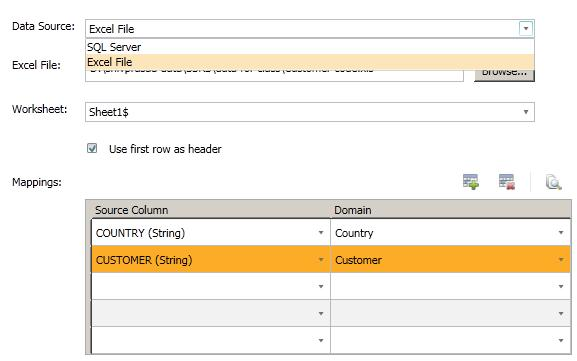 Data Source: Excel File
SQL Server
Excel File
Excel File: Browse...
Worksheet: Sheet1$
Use first row as header
Mappings:
Source Column Domain
COUNTRY (String) Country
CUSTOMER (String) Customer